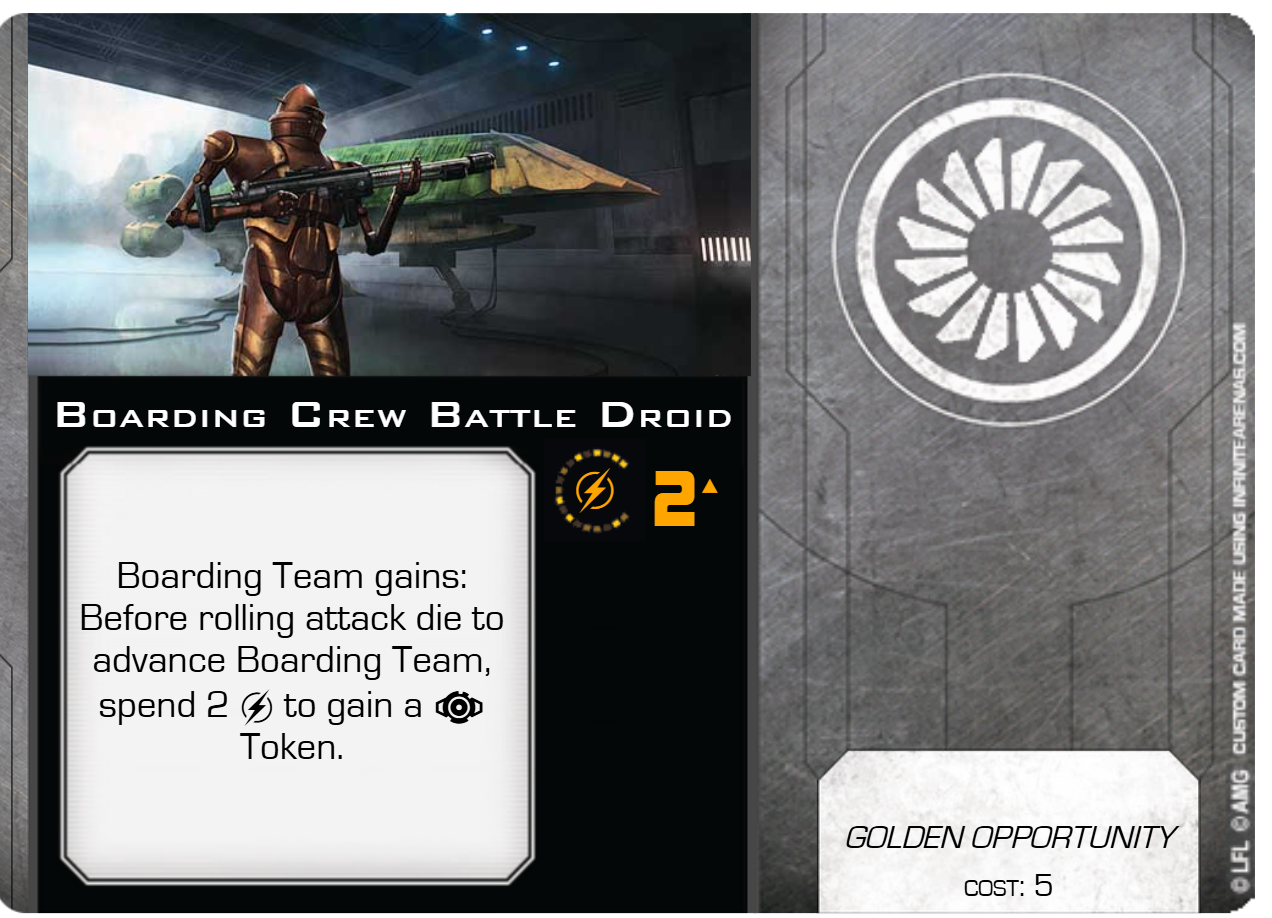 Boarding Crew Battle Droid
2
Boarding Team gains:
Before rolling attack die to
advance Boarding Team,
spend 2 to gain a
Token.
GOLDEN OPPORTUNITY
COST: 5
© LFL © AMG CUSTOM CARD MADE USING INFINITEARENAS.COM